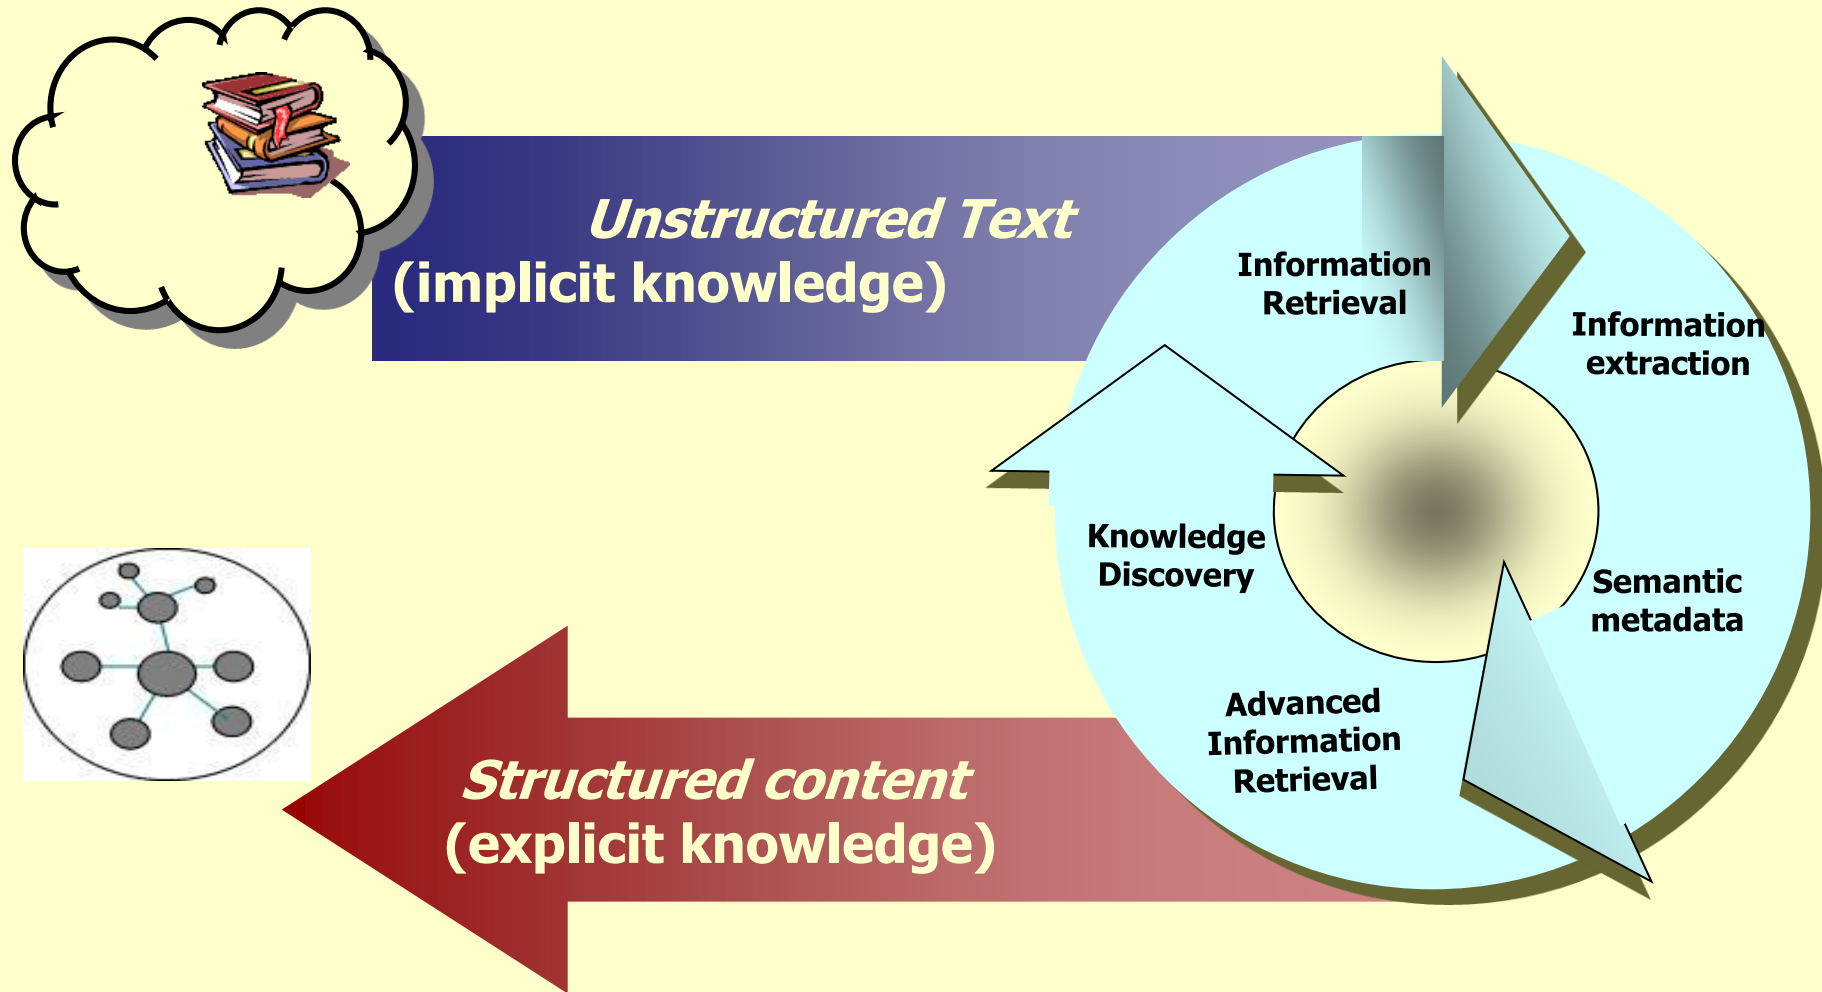 Unstructured Text
(implicit knowledge)
Information
Retrieval
Information
extraction
Knowledge
Discovery
Semantic
metadata
Advanced
Information
Retrieval
Structured content
(explicit knowledge)